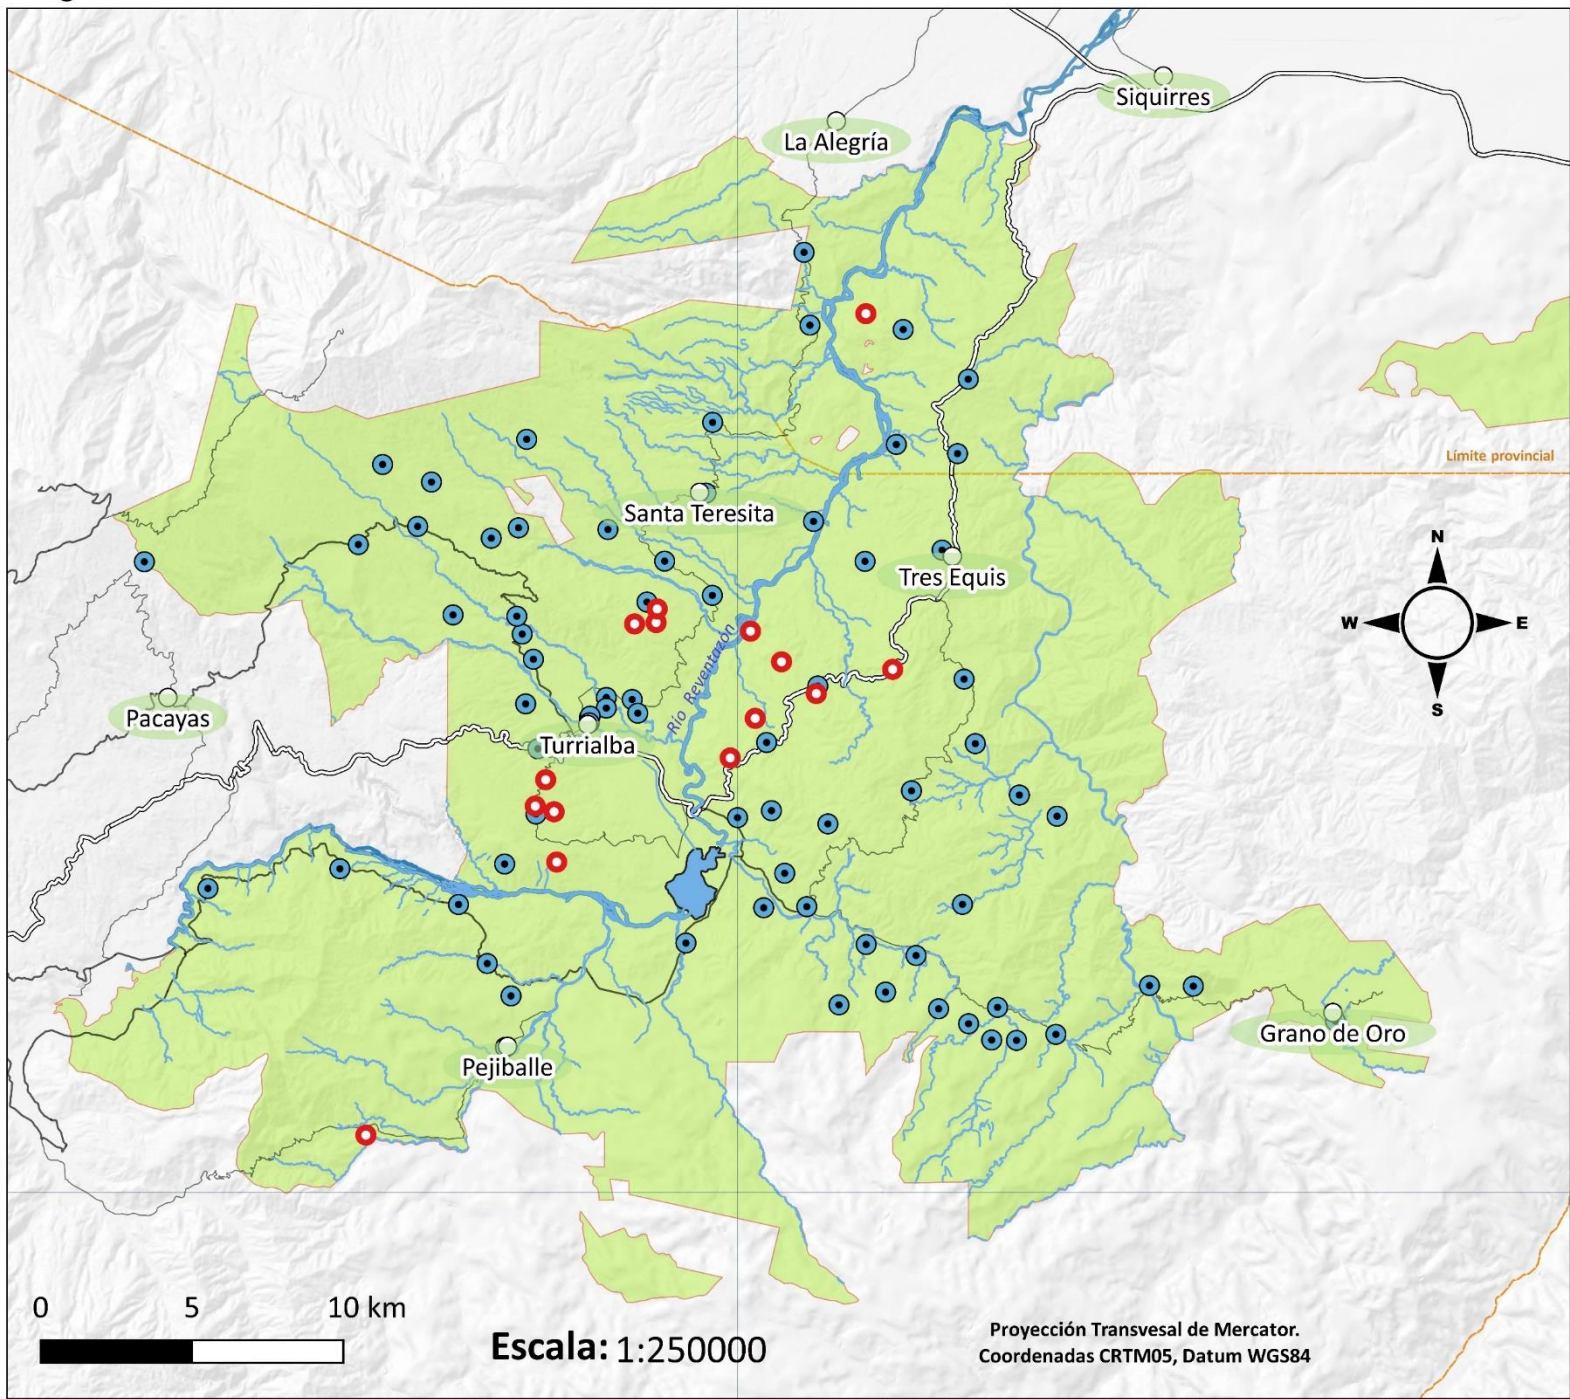 Siquirres
La Alegría
Límite provincial
Santa Teresita
Tres Equis
N
W
E
S
Río Reventazón
Pacayas
Turrialba
Grano de Oro
Pejiballe
0 5 10 km
Escala: 1:250000
Proyección Transvesal de Mercator.
Coordenadas CRTM05, Datum WGS84